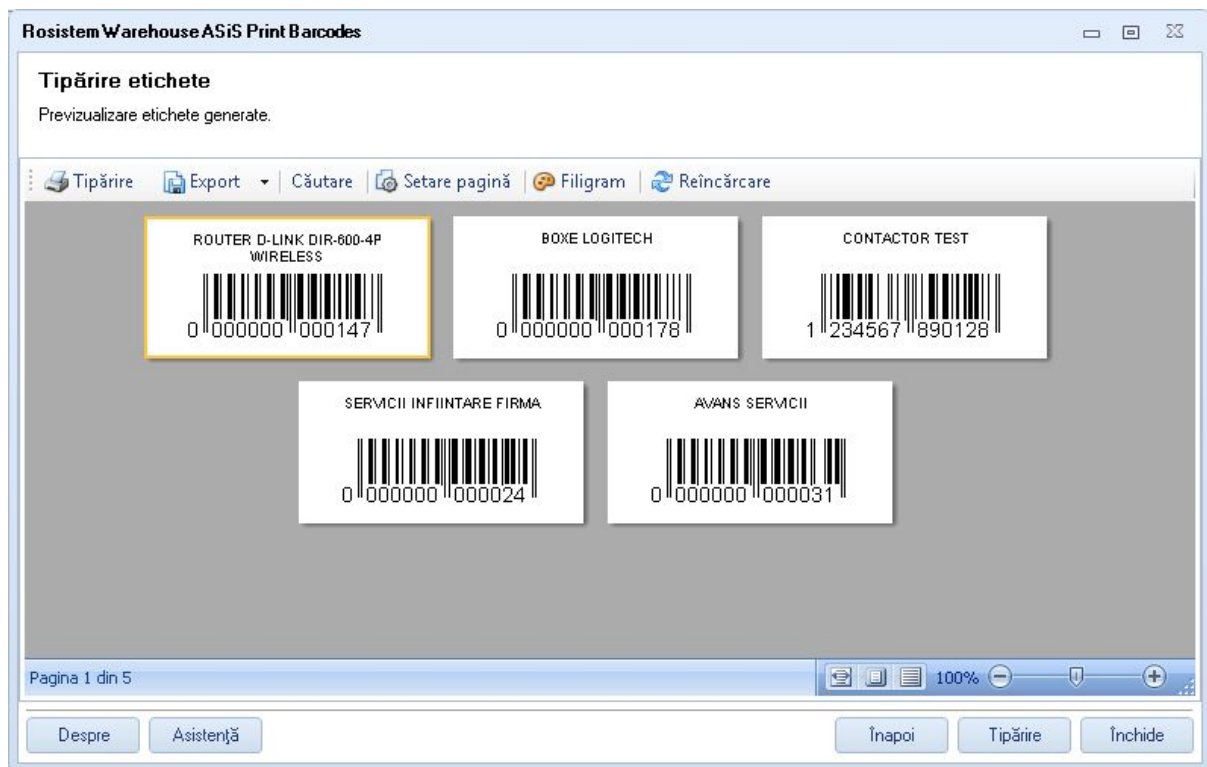 Rosistem Warehouse ASiS Print Barcodes
Tipărire etichete
Previzualizare etichete generate.
Tipărire Export Căutare Setare pagină Filigram Reîncărcare
ROUTER D-LINK DIR-600-4P
WIRELESS
0 000000 000147
BOXE LOGITECH
0 000000 000178
CONTACTOR TEST
1 234567 890128
SERVICII INFIINTARE FIRMA
0 000000 000024
AVANS SERVICII
0 000000 000031
Pagina 1 din 5 100%
Despre Asistenţă Înapoi Tipărire Închide